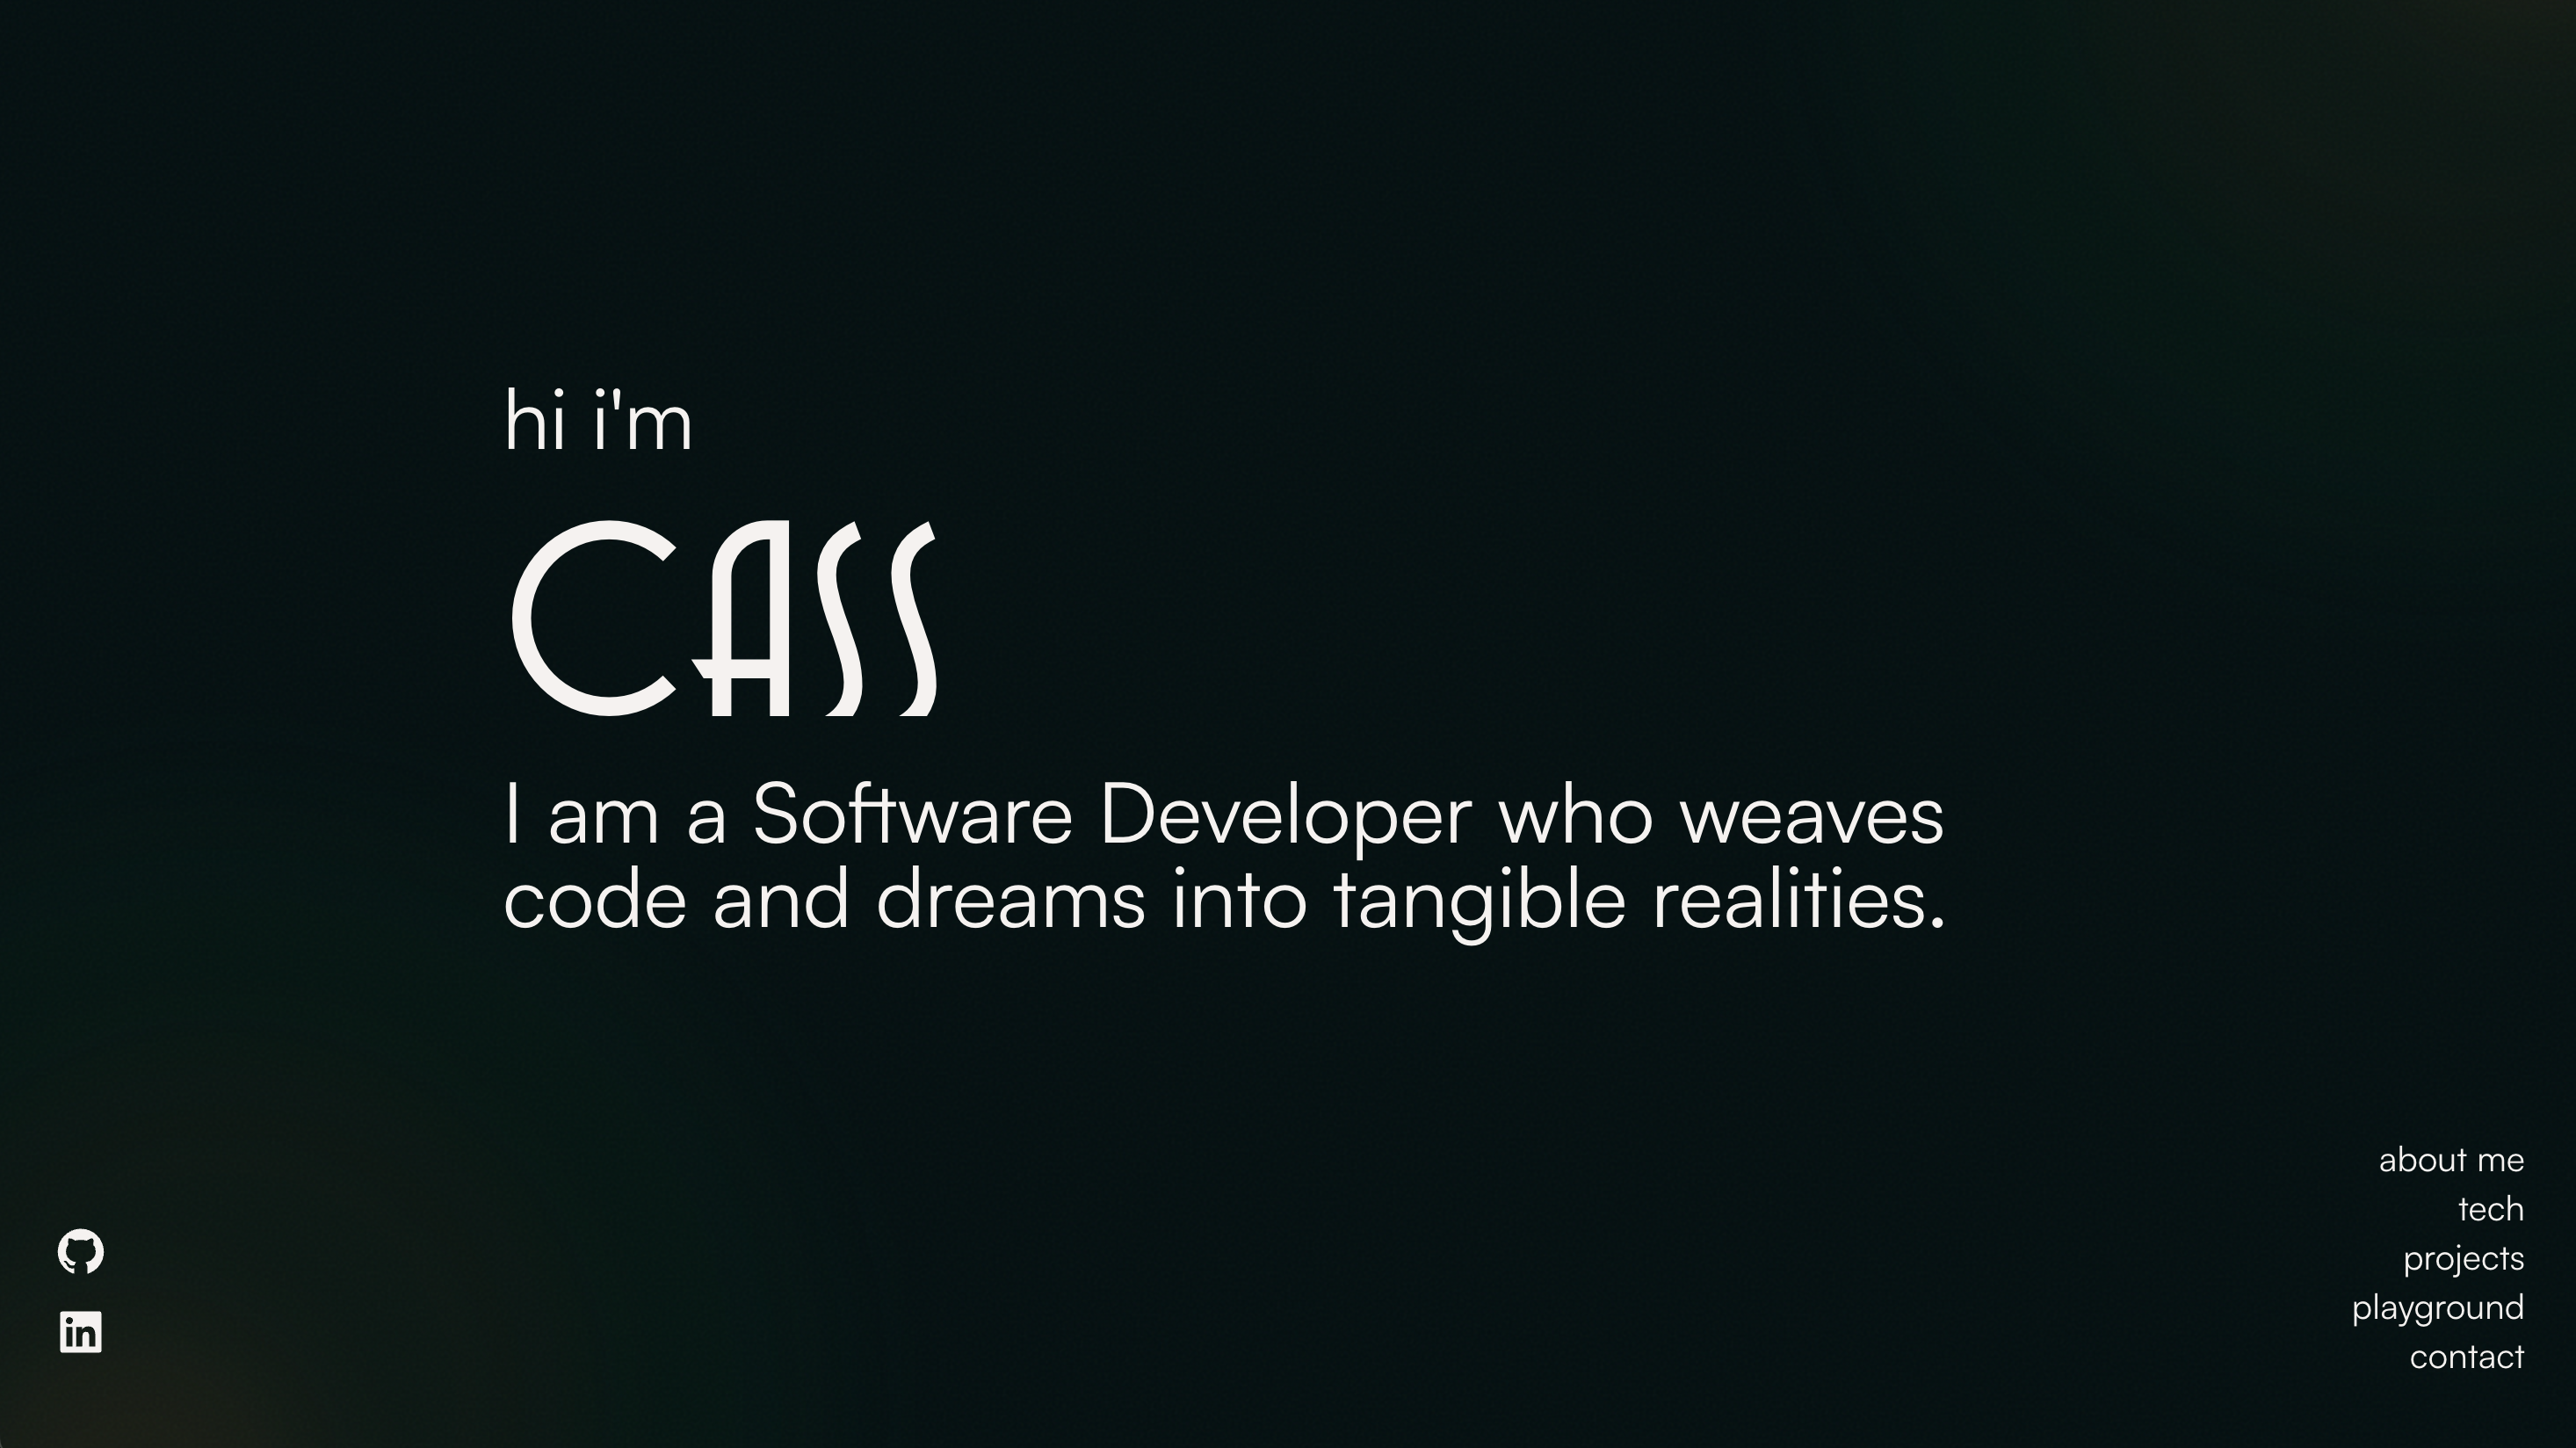 hi i'm
CASS
I am a Software Developer who weaves
code and dreams into tangible realities.
about me
tech
projects
playground
in
contact